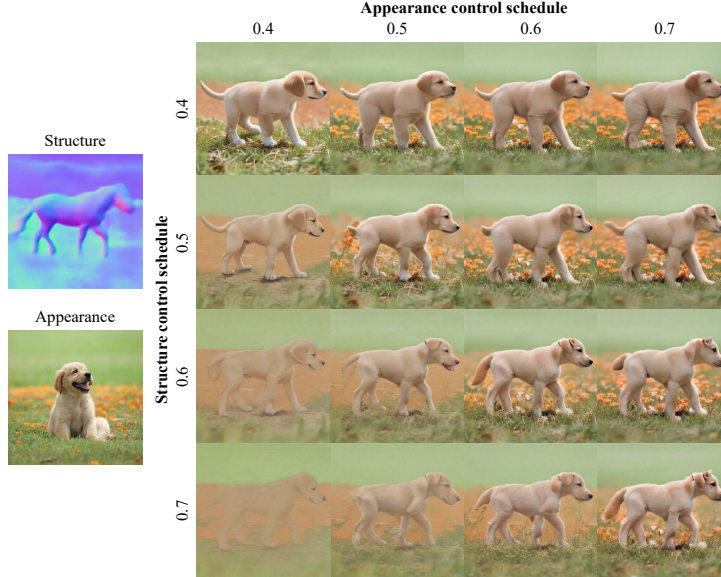 Appearance control schedule
0.4 0.5 0.6 0.7
Structure
Appearance
Structure control schedule
0.4
0.5
0.6
0.7